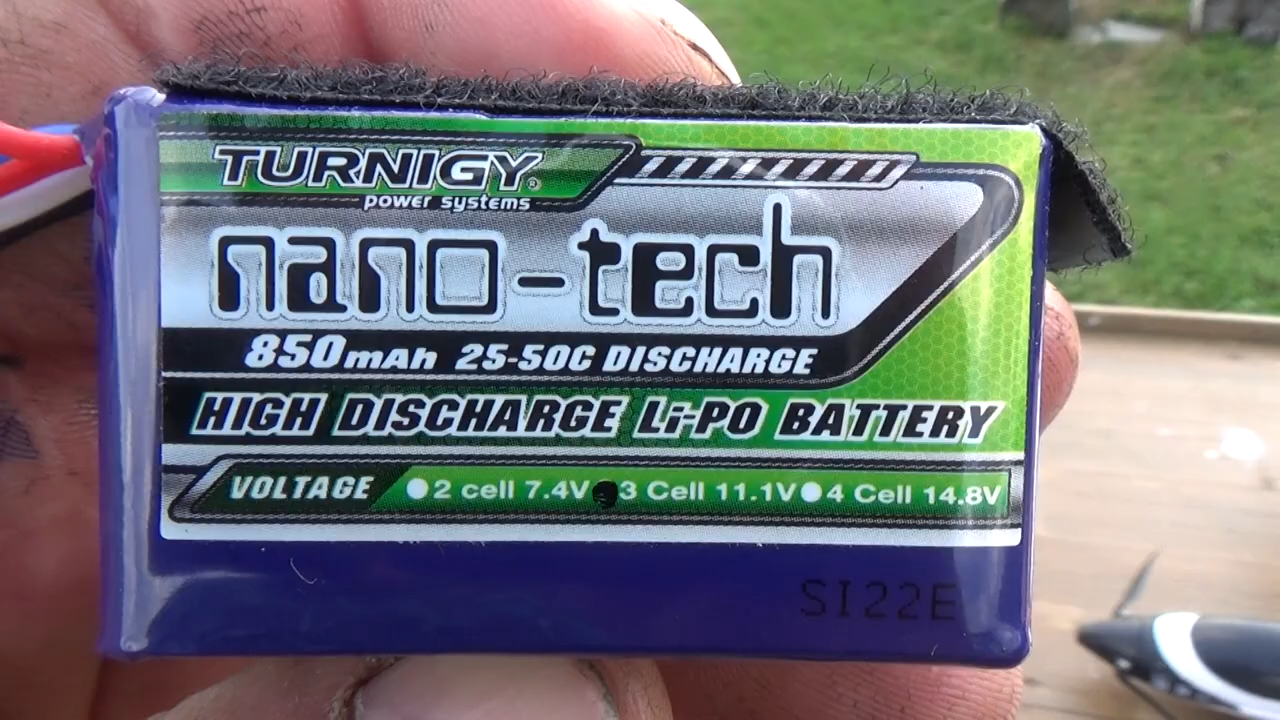 TURNIGY®
power systems
nano-tech
850mAh 25-50C DISCHARGE
HIGH DISCHARGE Li-PO BATTERY
VOLTAGE 2 cell 7.4V 3 Cell 11.1V 4 Cell 14.8V
SI22E